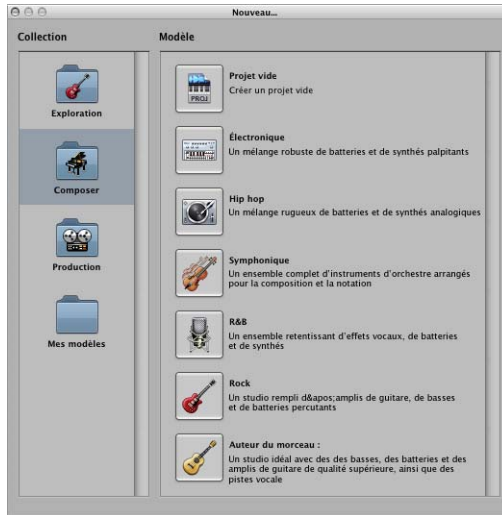 Nouveau...
Collection
Modèle
Exploration
Composer
Production
Mes modèles
Projet vide
Créer un projet vide
PROJ
Électronique
Un mélange robuste de batteries et de synthés palpitants
Hip hop
Un mélange rugueux de batteries et de synthés analogiques
Symphonique
Un ensemble complet d'instruments d'orchestre arrangés
pour la composition et la notation
R&B
Un ensemble retentissant d'effets vocaux, de batteries
et de synthés
Rock
Un studio rempli d&apos;amplis de guitare, de basses
et de batteries percutants
Auteur du morceau :
Un studio idéal avec des des basses, des batteries et des
amplis de guitare de qualité supérieure, ainsi que des
pistes vocale